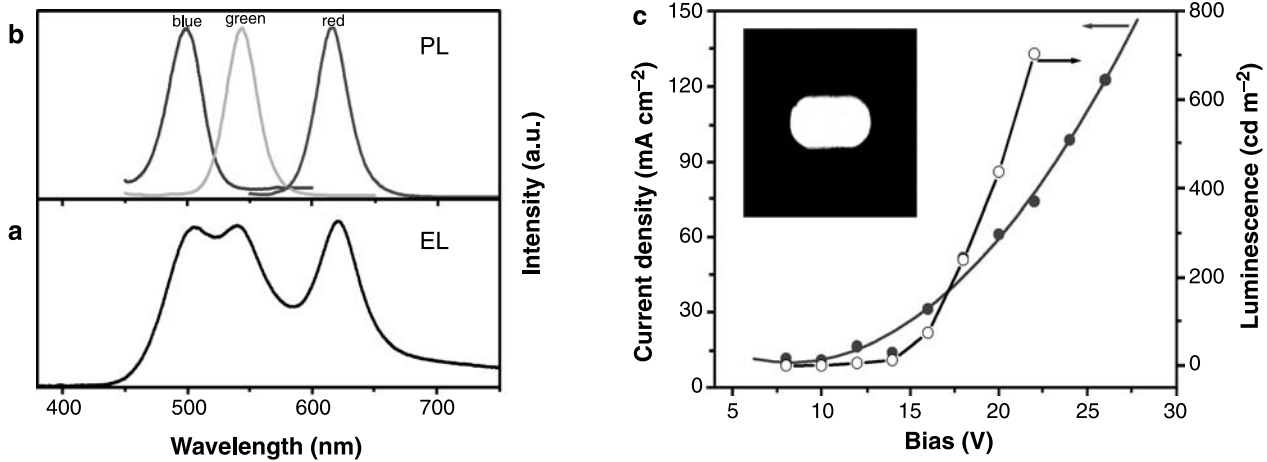 b
blue green red
PL
a
EL
400 500 600 700
Wavelength (nm)
Intensity (a.u.)
c
150
120
90
60
30
0
Current density (mA cm⁻²)
5 10 15 20 25 30
Bias (V)
800
600
400
200
0
Luminescence (cd m⁻²)